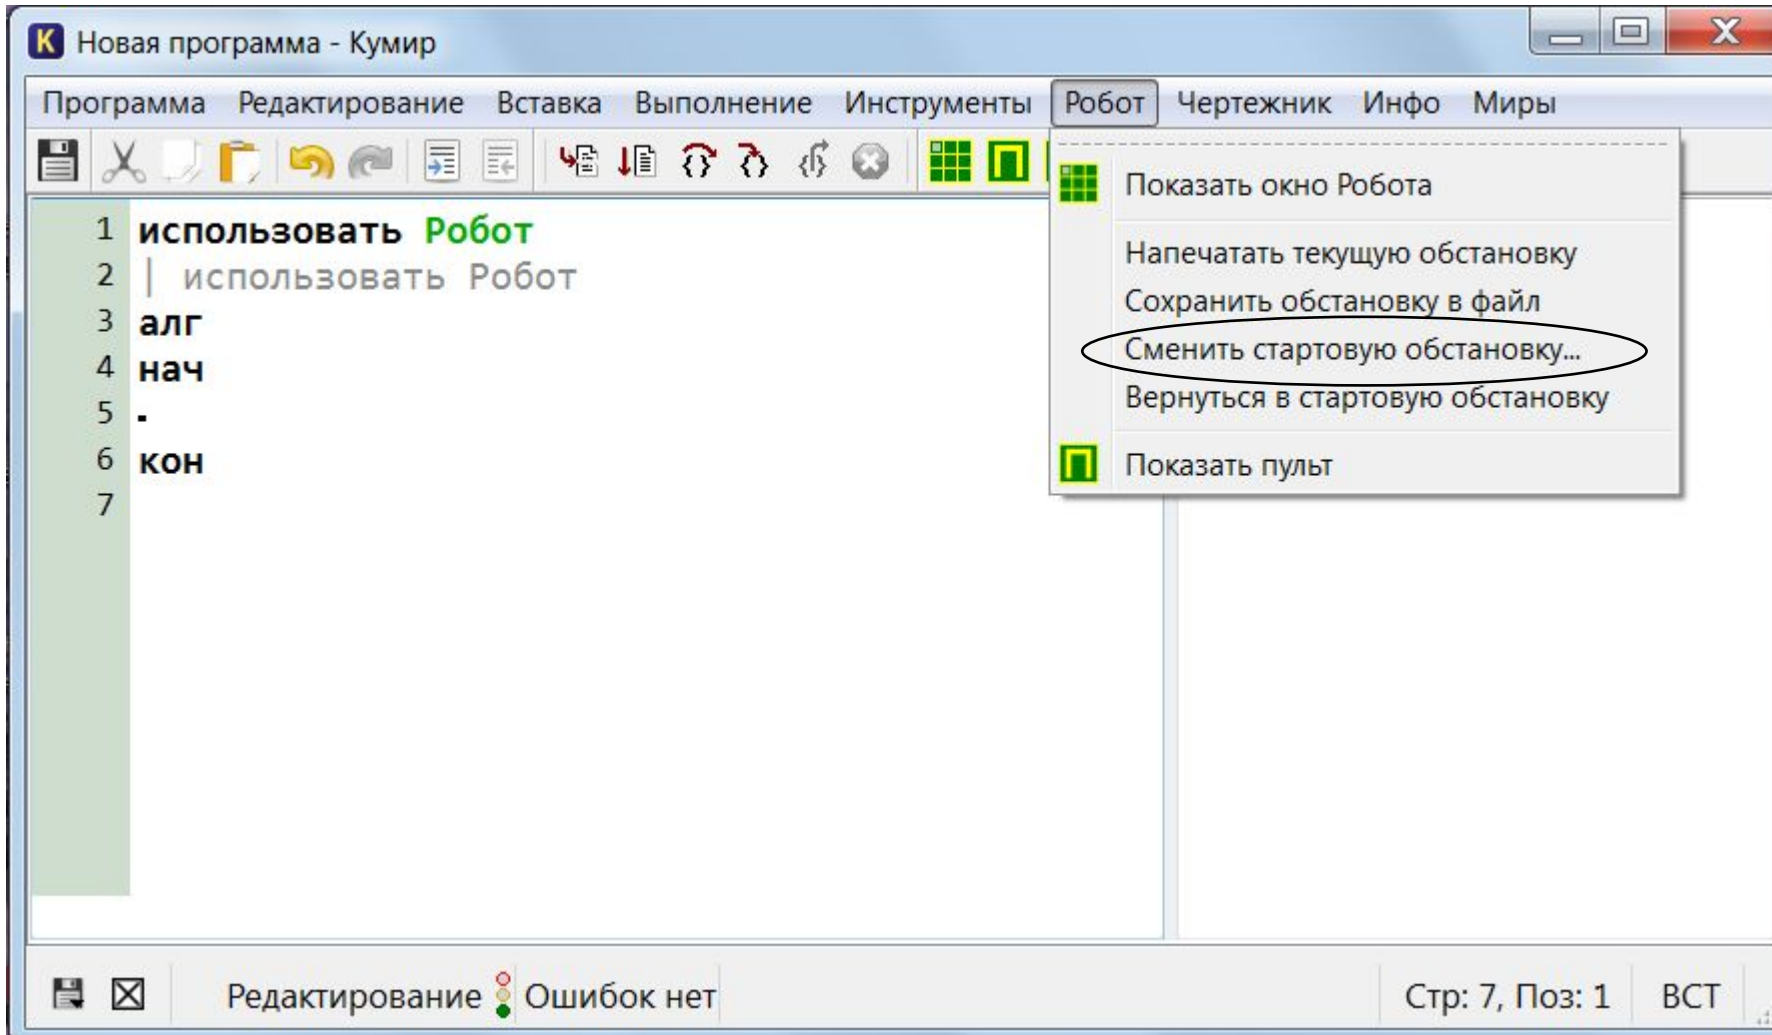 K Новая программа - Кумир
Программа Редактирование Вставка Выполнение Инструменты Робот Чертежник Инфо Миры
Показать окно Робота
Напечатать текущую обстановку
Сохранить обстановку в файл
Сменить стартовую обстановку...
Вернуться в стартовую обстановку
Показать пульт
1 использовать Робот
2 | использовать Робот
3 алг
4 нач
5 .
6 кон
7
Редактирование Ошибок нет Стр: 7, Поз: 1 ВСТ